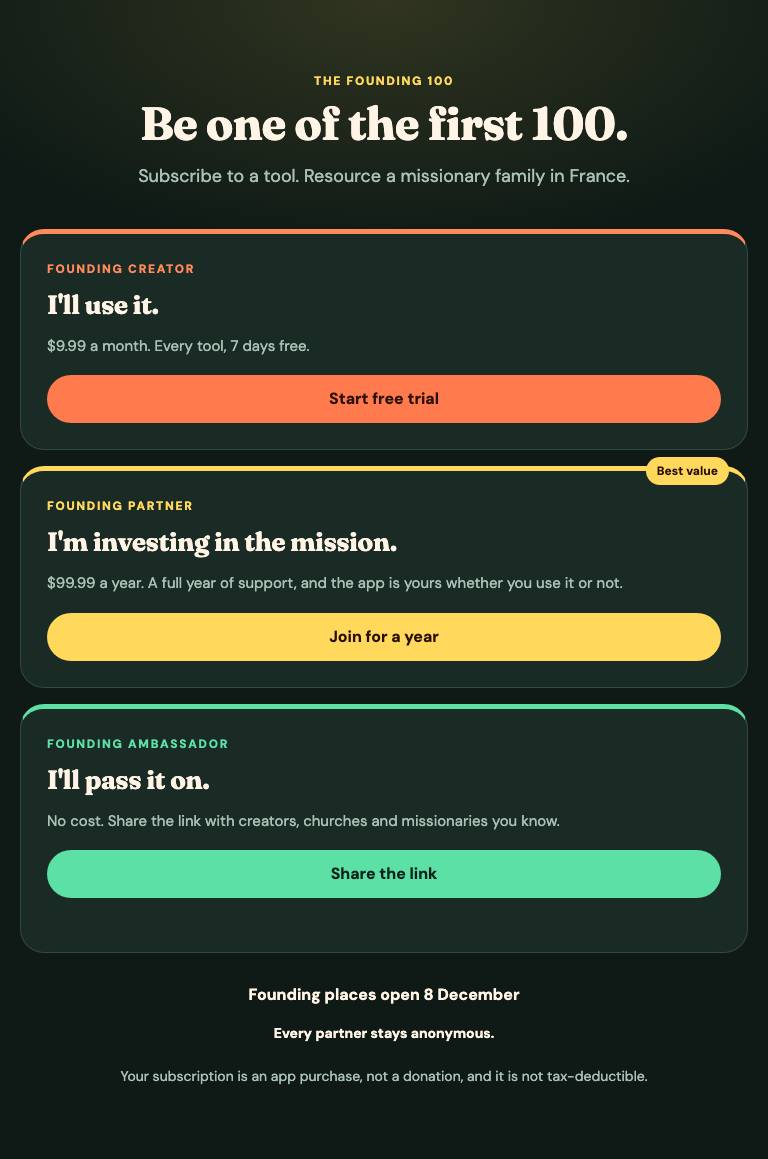 THE FOUNDING 100
Be one of the first 100.
Subscribe to a tool. Resource a missionary family in France.
FOUNDING CREATOR
I'll use it.
$9.99 a month. Every tool, 7 days free.
Start free trial
Best value
FOUNDING PARTNER
I'm investing in the mission.
$99.99 a year. A full year of support, and the app is yours whether you use it or not.
Join for a year
FOUNDING AMBASSADOR
I'll pass it on.
No cost. Share the link with creators, churches and missionaries you know.
Share the link
Founding places open 8 December
Every partner stays anonymous.
Your subscription is an app purchase, not a donation, and it is not tax-deductible.